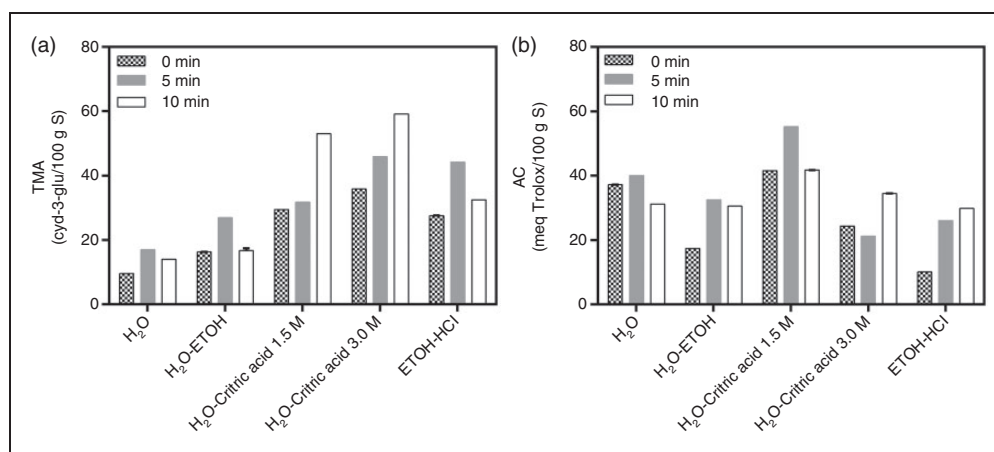 (a)
80
60
40
20
0
TMA
(cyd-3-glu/100 g S)
0 min
5 min
10 min
H₂O
H₂O-ETOH
H₂O-Critric acid 1.5 M
H₂O-Critric acid 3.0 M
ETOH-HCl
(b)
80
60
40
20
0
AC
(meq Trolox/100 g S)
0 min
5 min
10 min
H₂O
H₂O-ETOH
H₂O-Critric acid 1.5 M
H₂O-Critric acid 3.0 M
ETOH-HCl